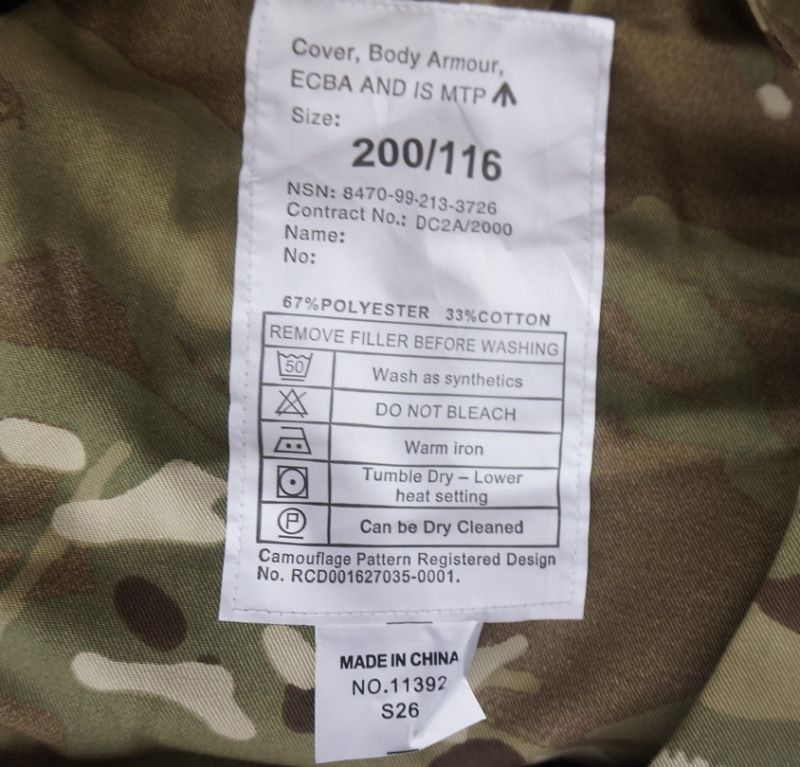 Cover, Body Armour,
ECBA AND IS MTP
Size:
200/116
NSN: 8470-99-213-3726
Contract No.: DC2A/2000
Name:
No:
67%POLYESTER 33%COTTON
REMOVE FILLER BEFORE WASHING
50 Wash as synthetics
DO NOT BLEACH
Warm iron
Tumble Dry – Lower
heat setting
P Can be Dry Cleaned
Camouflage Pattern Registered Design
No. RCD001627035-0001.
MADE IN CHINA
NO.11392
S26